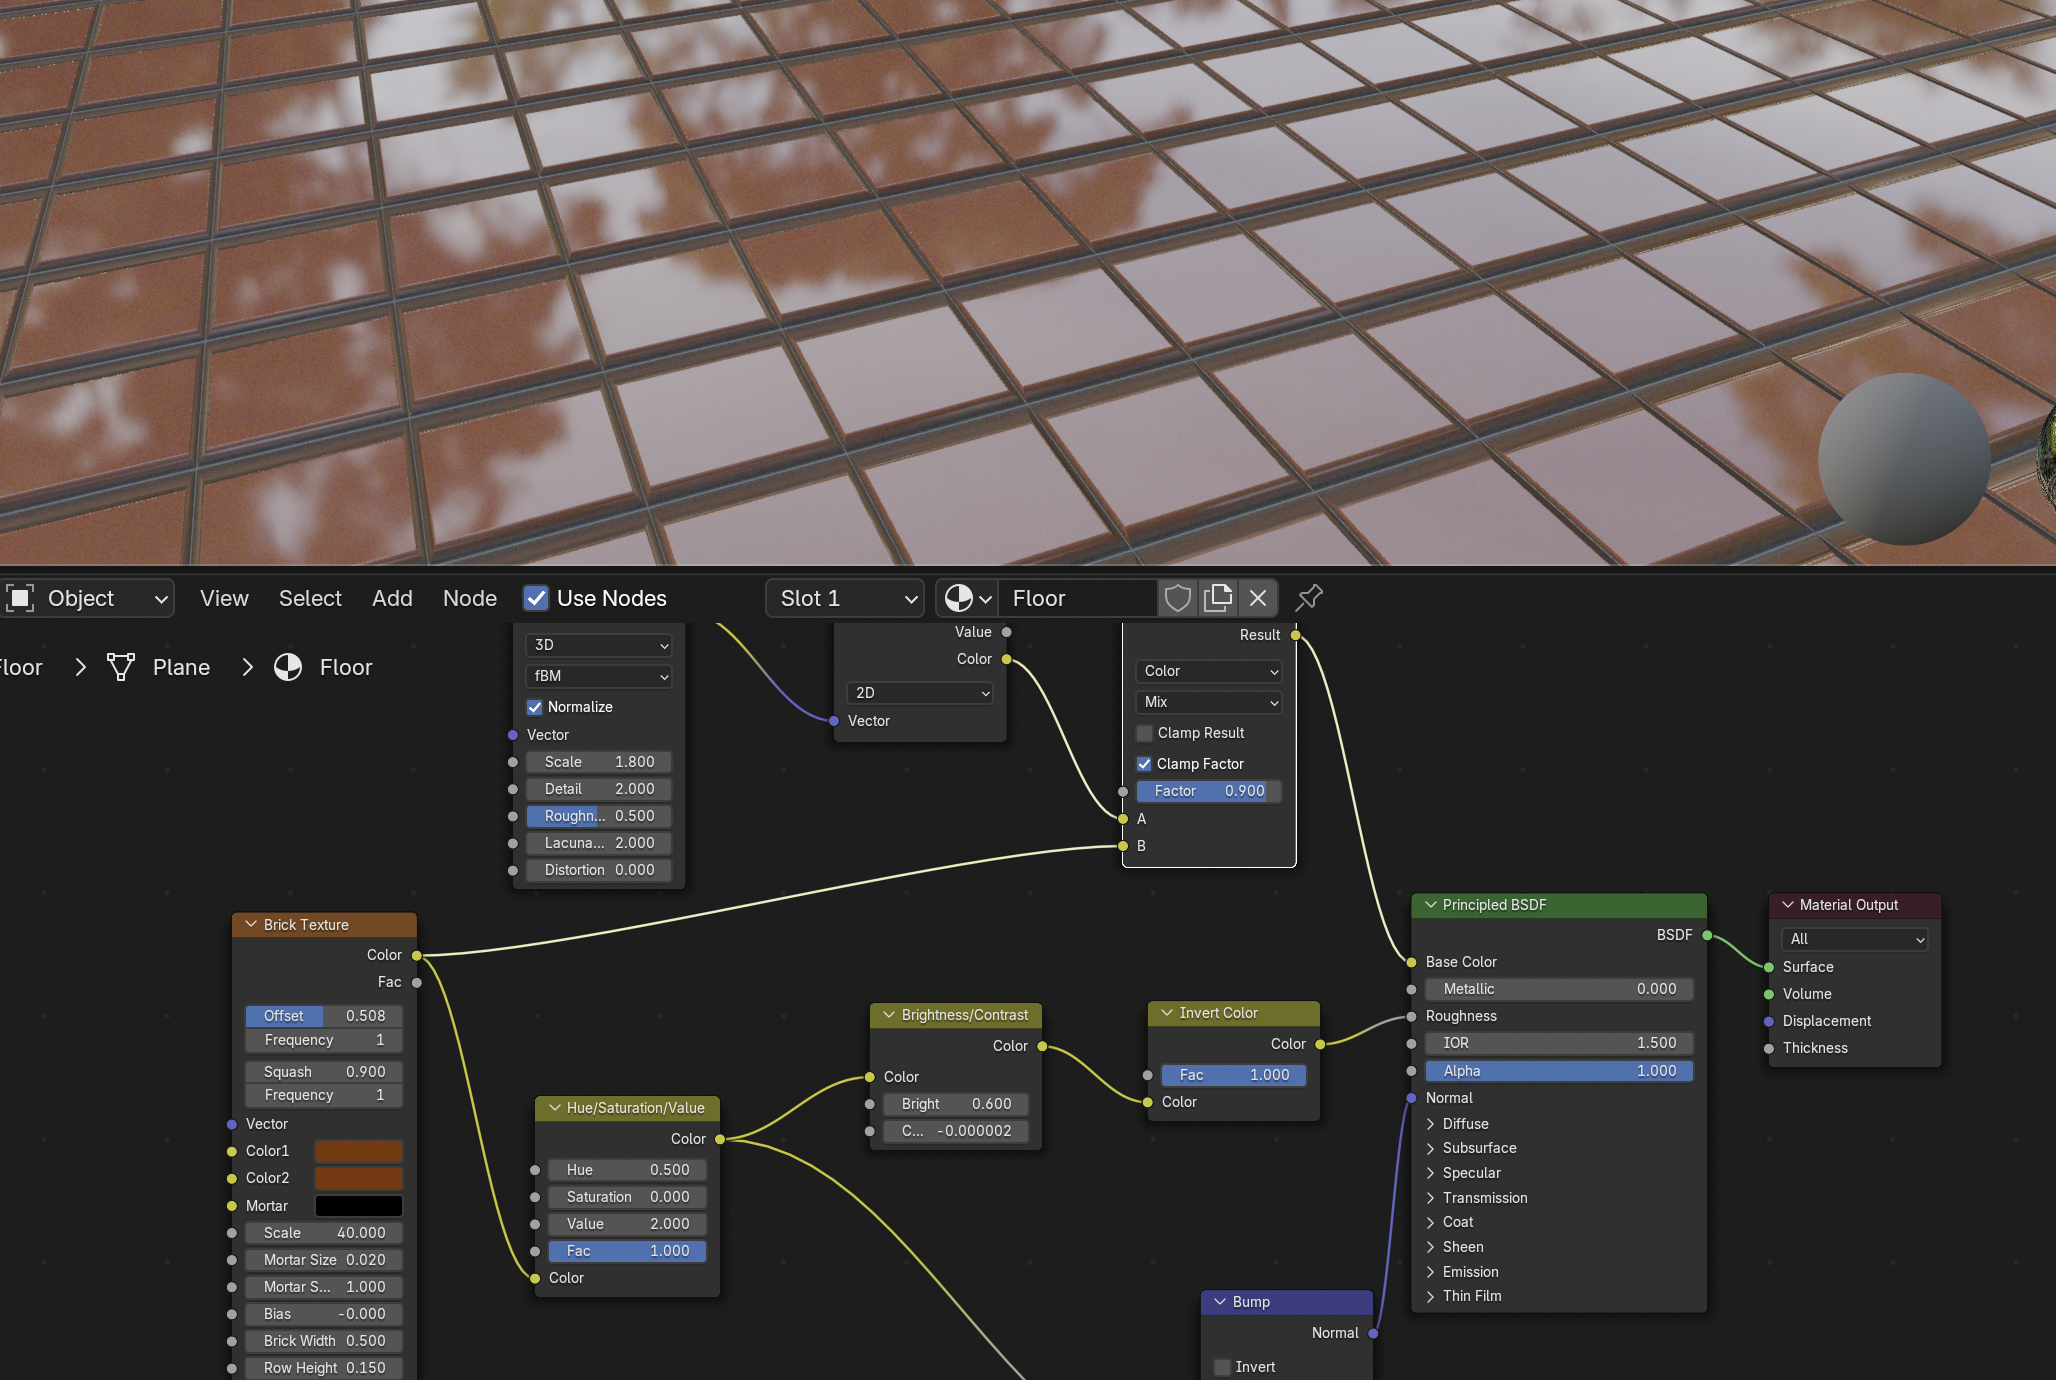 Object
View
Select
Add
Node
Use Nodes
Slot 1
Floor
Floor
Plane
Floor
3D
fBM
Normalize
Vector
Scale 1.800
Detail 2.000
Roughn... 0.500
Lacuna... 2.000
Distortion 0.000
Value
Color
2D
Vector
Result
Color
Mix
Clamp Result
Clamp Factor
Factor 0.900
A
B
Brick Texture
Color
Fac
Offset 0.508
Frequency 1
Squash 0.900
Frequency 1
Vector
Color1
Color2
Mortar
Scale 40.000
Mortar Size 0.020
Mortar S... 1.000
Bias -0.000
Brick Width 0.500
Row Height 0.150
Hue/Saturation/Value
Color
Hue 0.500
Saturation 0.000
Value 2.000
Fac 1.000
Color
Brightness/Contrast
Color
Color
Bright 0.600
C... -0.000002
Invert Color
Color
Fac 1.000
Color
Bump
Normal
Invert
Principled BSDF
BSDF
Base Color
Metallic 0.000
Roughness
IOR 1.500
Alpha 1.000
Normal
Diffuse
Subsurface
Specular
Transmission
Coat
Sheen
Emission
Thin Film
Material Output
All
Surface
Volume
Displacement
Thickness